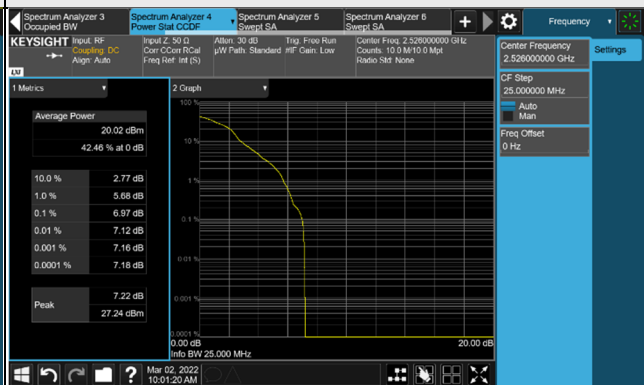 Spectrum Analyzer 3
Occupied BW
Spectrum Analyzer 4
Power Stat CCDF
Spectrum Analyzer 5
Swept SA
Spectrum Analyzer 6
Swept SA
Frequency
KEYSIGHT
Input: RF
Coupling: DC
Align: Auto
Input Z: 50 Ω
Corr CCorr RCal
Freq Ref: Int (S)
Atten: 30 dB
µW Path: Standard
Trig: Free Run
#IF Gain: Low
Center Freq: 2.526000000 GHz
Counts: 10.0 M/10.0 Mpt
Radio Std: None
LXI
Center Frequency
2.526000000 GHz
Settings
CF Step
25.000000 MHz
Auto
Man
Freq Offset
0 Hz
1 Metrics
Average Power
20.02 dBm
42.46 % at 0 dB
10.0 % 2.77 dB
1.0 % 5.68 dB
0.1 % 6.97 dB
0.01 % 7.12 dB
0.001 % 7.16 dB
0.0001 % 7.18 dB
Peak
7.22 dB
27.24 dBm
2 Graph
100 %
10 %
1 %
0.1 %
0.01 %
0.001 %
0.0001 %
0.00 dB
20.00 dB
Info BW 25.000 MHz
Mar 02, 2022
10:01:20 AM